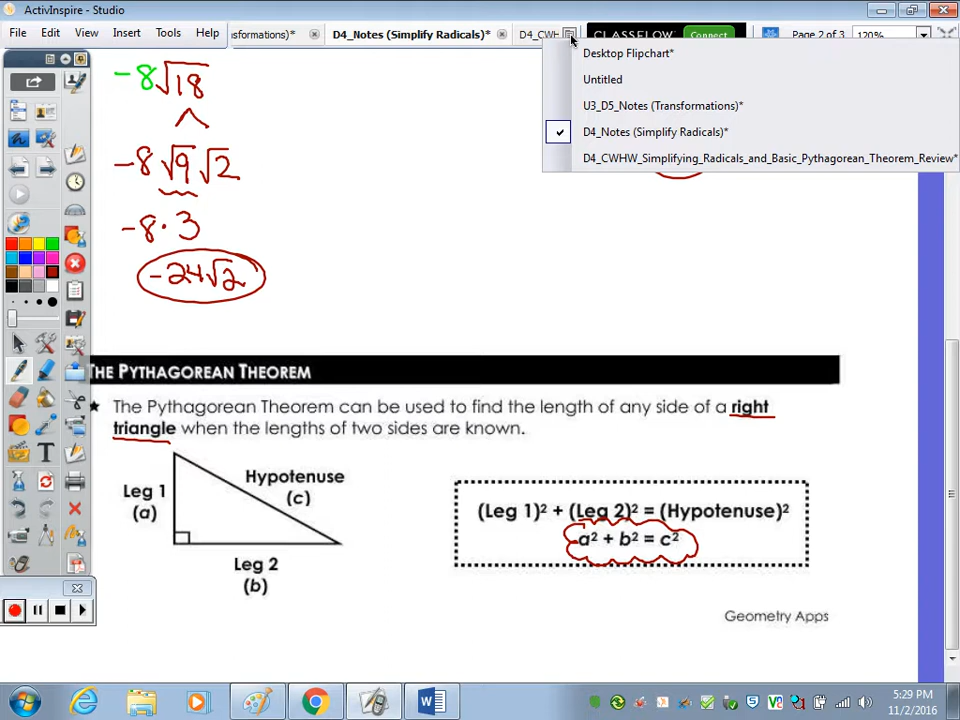 ActivInspire - Studio
File Edit View Insert Tools Help
sformations)* D4_Notes (Simplify Radicals)* D4_CWH
CLASSFLOW Connect Page 2 of 3 120%
Desktop Flipchart*
Untitled
U3_D5_Notes (Transformations)*
D4_Notes (Simplify Radicals)*
D4_CWHW_Simplifying_Radicals_and_Basic_Pythagorean_Theorem_Review*
-8√18
-8√9 √2
-8·3
-24√2
THE PYTHAGOREAN THEOREM
★ The Pythagorean Theorem can be used to find the length of any side of a right
triangle when the lengths of two sides are known.
Hypotenuse
(c)
Leg 1
(a)
Leg 2
(b)
(Leg 1)² + (Leg 2)² = (Hypotenuse)²
a² + b² = c²
Geometry Apps
5:29 PM
11/2/2016